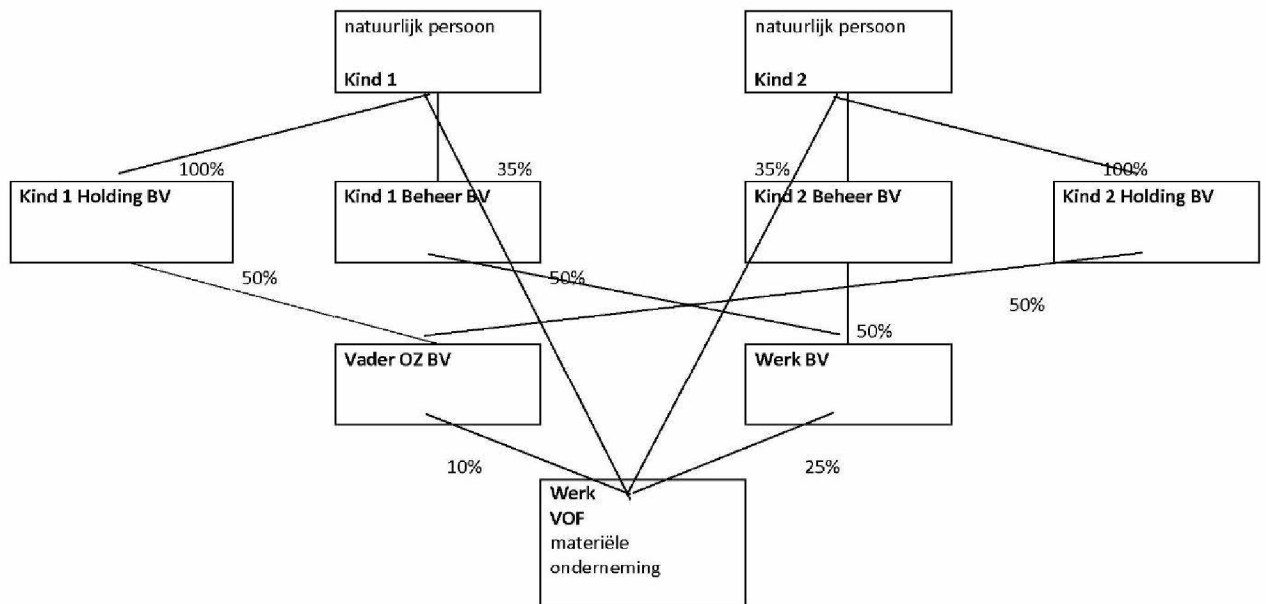 natuurlijk persoon
Kind 1
natuurlijk persoon
Kind 2
100%
35%
35%
100%
Kind 1 Holding BV
Kind 1 Beheer BV
Kind 2 Beheer BV
Kind 2 Holding BV
50%
50%
50%
50%
Vader OZ BV
Werk BV
10%
25%
Werk
VOF
materiële
onderneming